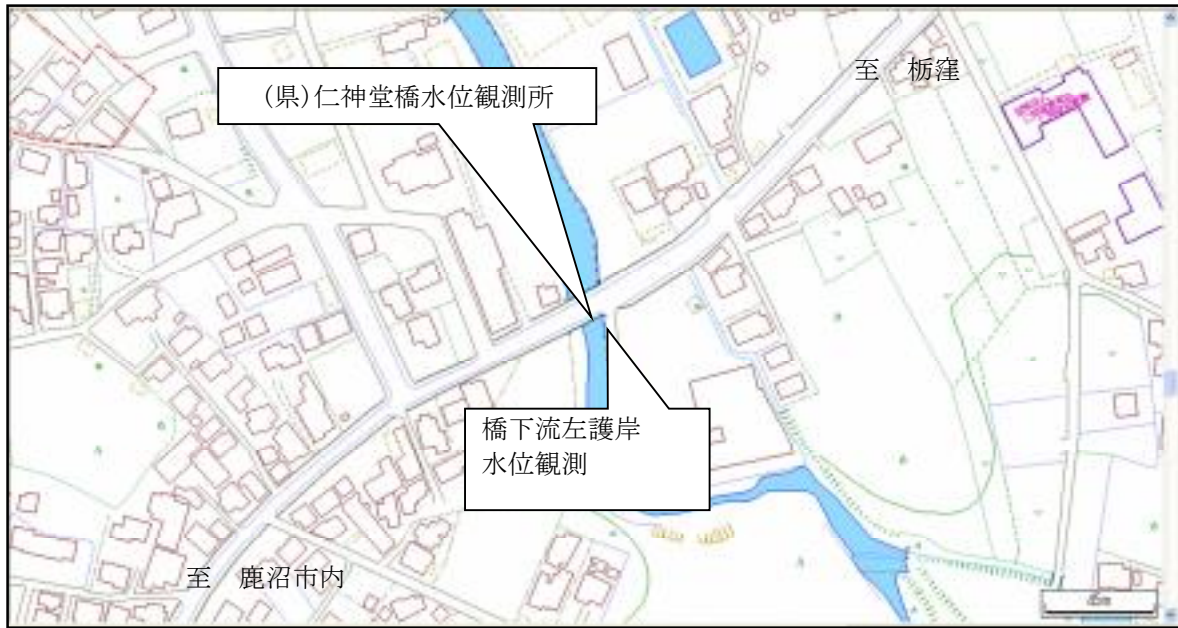 至　栃窪
(県)仁神堂橋水位観測所
橋下流左護岸
水位観測
至　鹿沼市内